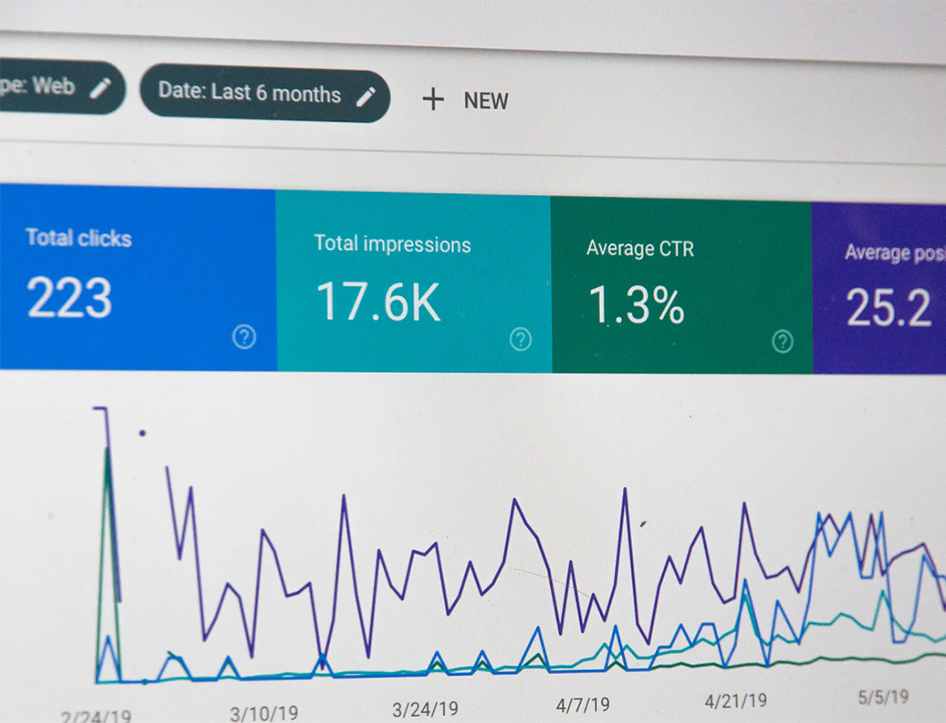 pe: Web
Date: Last 6 months
+ NEW
Total clicks
223
Total impressions
17.6K
Average CTR
1.3%
Average posi
25.2
2/24/19
3/10/19
3/24/19
4/7/19
4/21/19
5/5/19